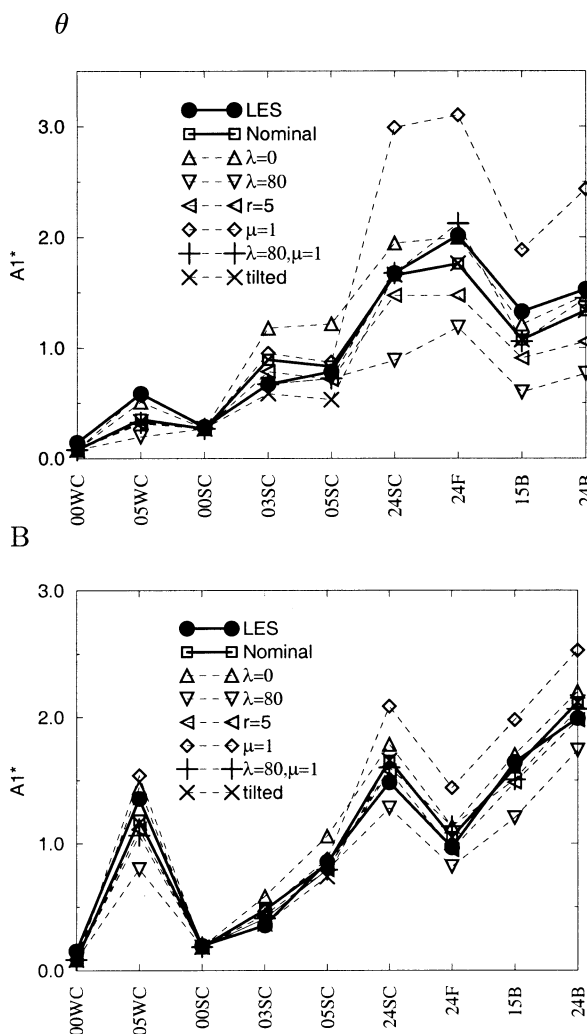 θ
3.0
2.0
1.0
0.0
A1*
LES
Nominal
λ=0
λ=80
r=5
μ=1
λ=80,μ=1
tilted
00WC
05WC
00SC
03SC
05SC
24SC
24F
15B
24B
B
3.0
2.0
1.0
0.0
A1*
LES
Nominal
λ=0
λ=80
r=5
μ=1
λ=80,μ=1
tilted
00WC
05WC
00SC
03SC
05SC
24SC
24F
15B
24B